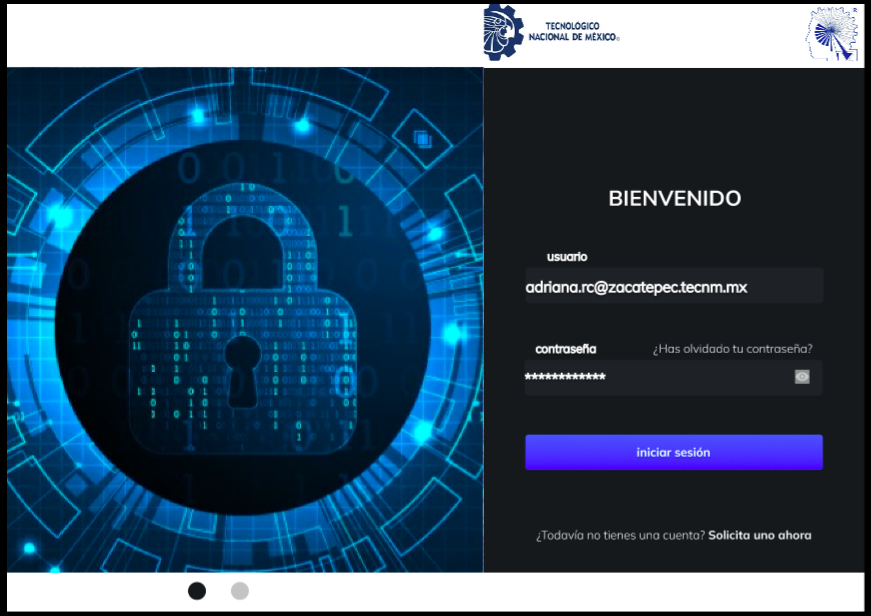 TECNOLÓGICO
NACIONAL DE MÉXICO®
BIENVENIDO
usuario
adriana.rc@zacatepec.tecnm.mx
contraseña ¿Has olvidado tu contraseña?
************
iniciar sesión
¿Todavía no tienes una cuenta? Solicita uno ahora